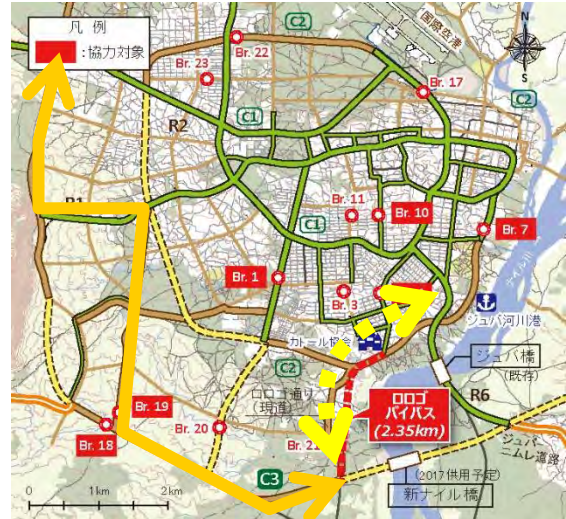 凡 例
:協力対象
N
S
国際空港
C2
Br. 22
Br. 23
Br. 17
C2
R2
C1
R1
Br. 11
Br. 10
C1
Br. 7
Br. 1
Br. 3
ナイル川
ジュバ河川港
カトール協会
C2
ジュバ橋
(既存)
ロロゴ通り
(現道)
ロロゴ
バイパス
(2.35km)
R6
Br. 19
Br. 18
Br. 20
Br. 21
ジュバ-
ニムレ道路
C3
(2017供用予定)
新ナイル橋
0 1km 2km